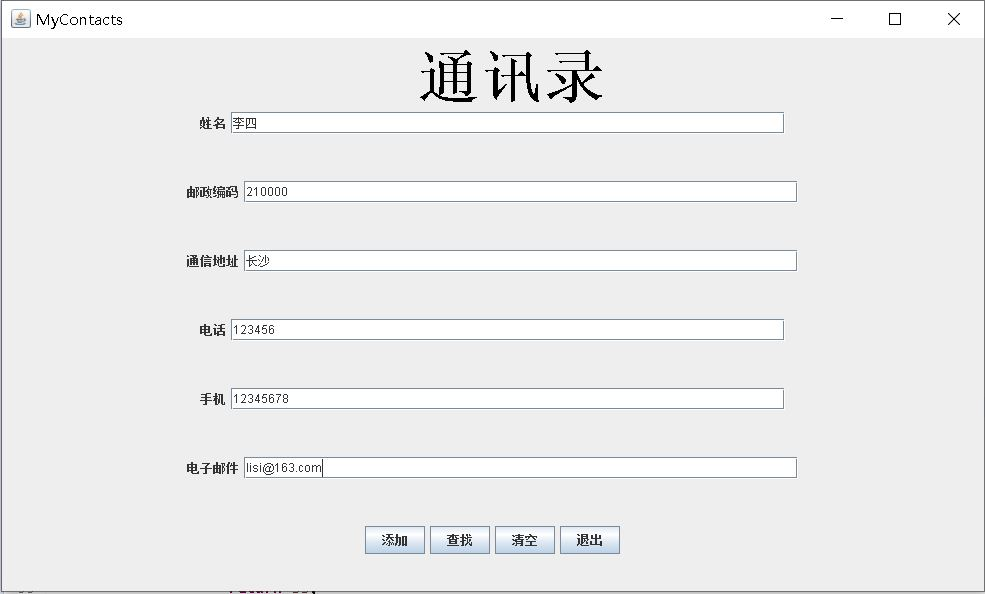 MyContacts
通讯录
姓名 李四
邮政编码 210000
通信地址 长沙
电话 123456
手机 12345678
电子邮件 lisi@163.com
添加 查找 清空 退出